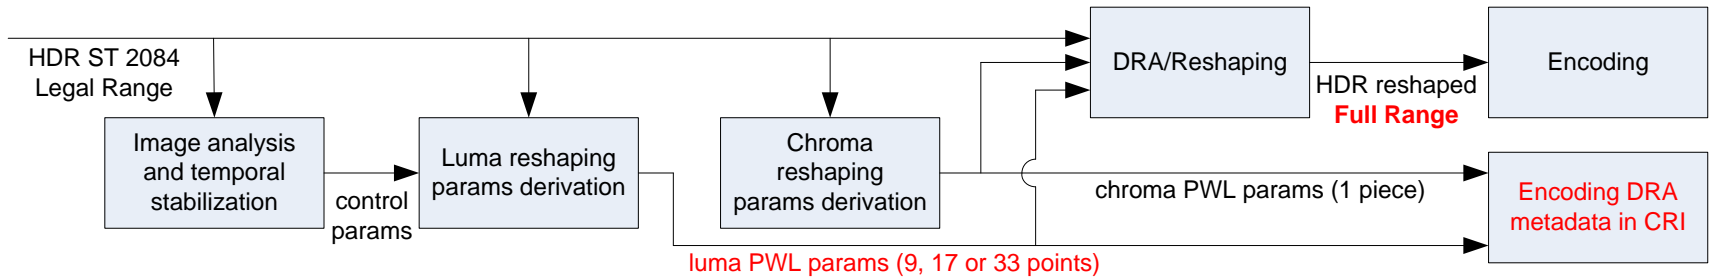 HDR ST 2084
Legal Range
Image analysis
and temporal
stabilization
control
params
Luma reshaping
params derivation
Chroma
reshaping
params derivation
DRA/Reshaping
HDR reshaped
Full Range
Encoding
chroma PWL params (1 piece)
Encoding DRA
metadata in CRI
luma PWL params (9, 17 or 33 points)